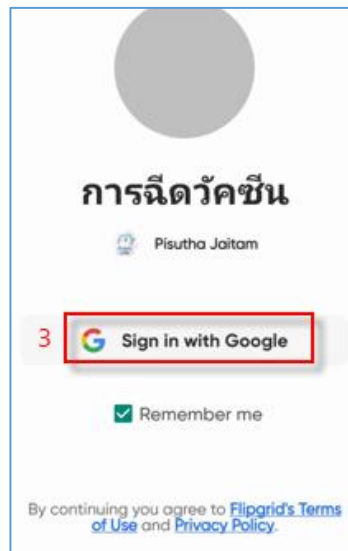 การฉีดวัคซีน
Pisutha Jaitam
3 Sign in with Google
Remember me
By continuing you agree to Flipgrid's Terms
of Use and Privacy Policy.